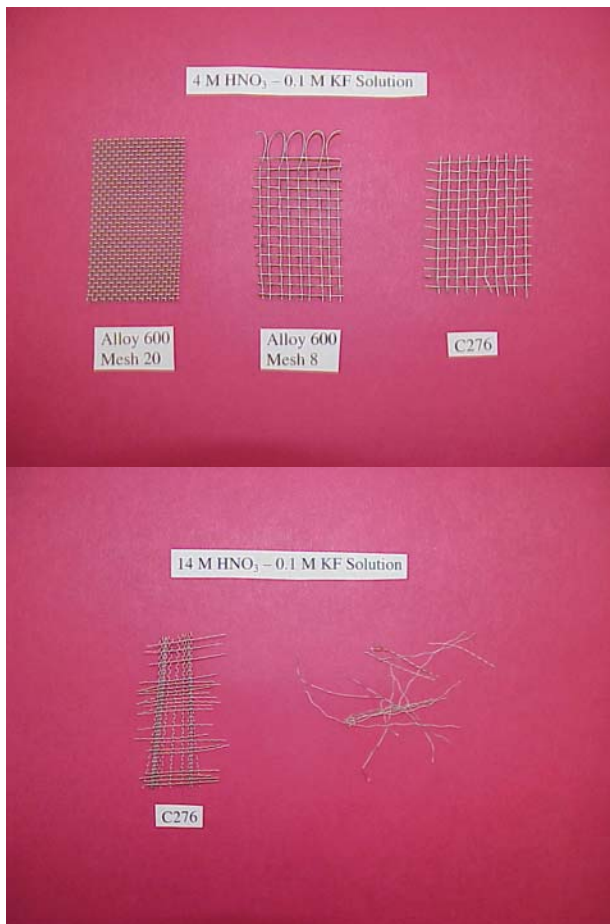 4 M HNO₃ – 0.1 M KF Solution
Alloy 600
Mesh 20
Alloy 600
Mesh 8
C276
14 M HNO₃ – 0.1 M KF Solution
C276